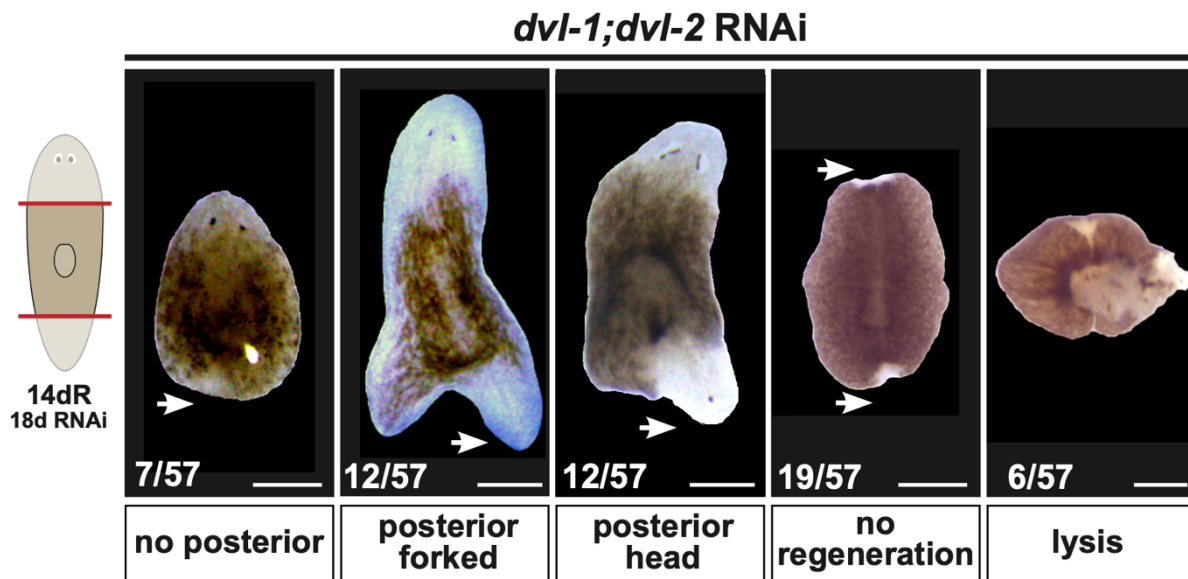 dvl-1;dvl-2 RNAi
14dR
18d RNAi
7/57
12/57
12/57
19/57
6/57
no posterior
posterior
forked
posterior
head
no
regeneration
lysis